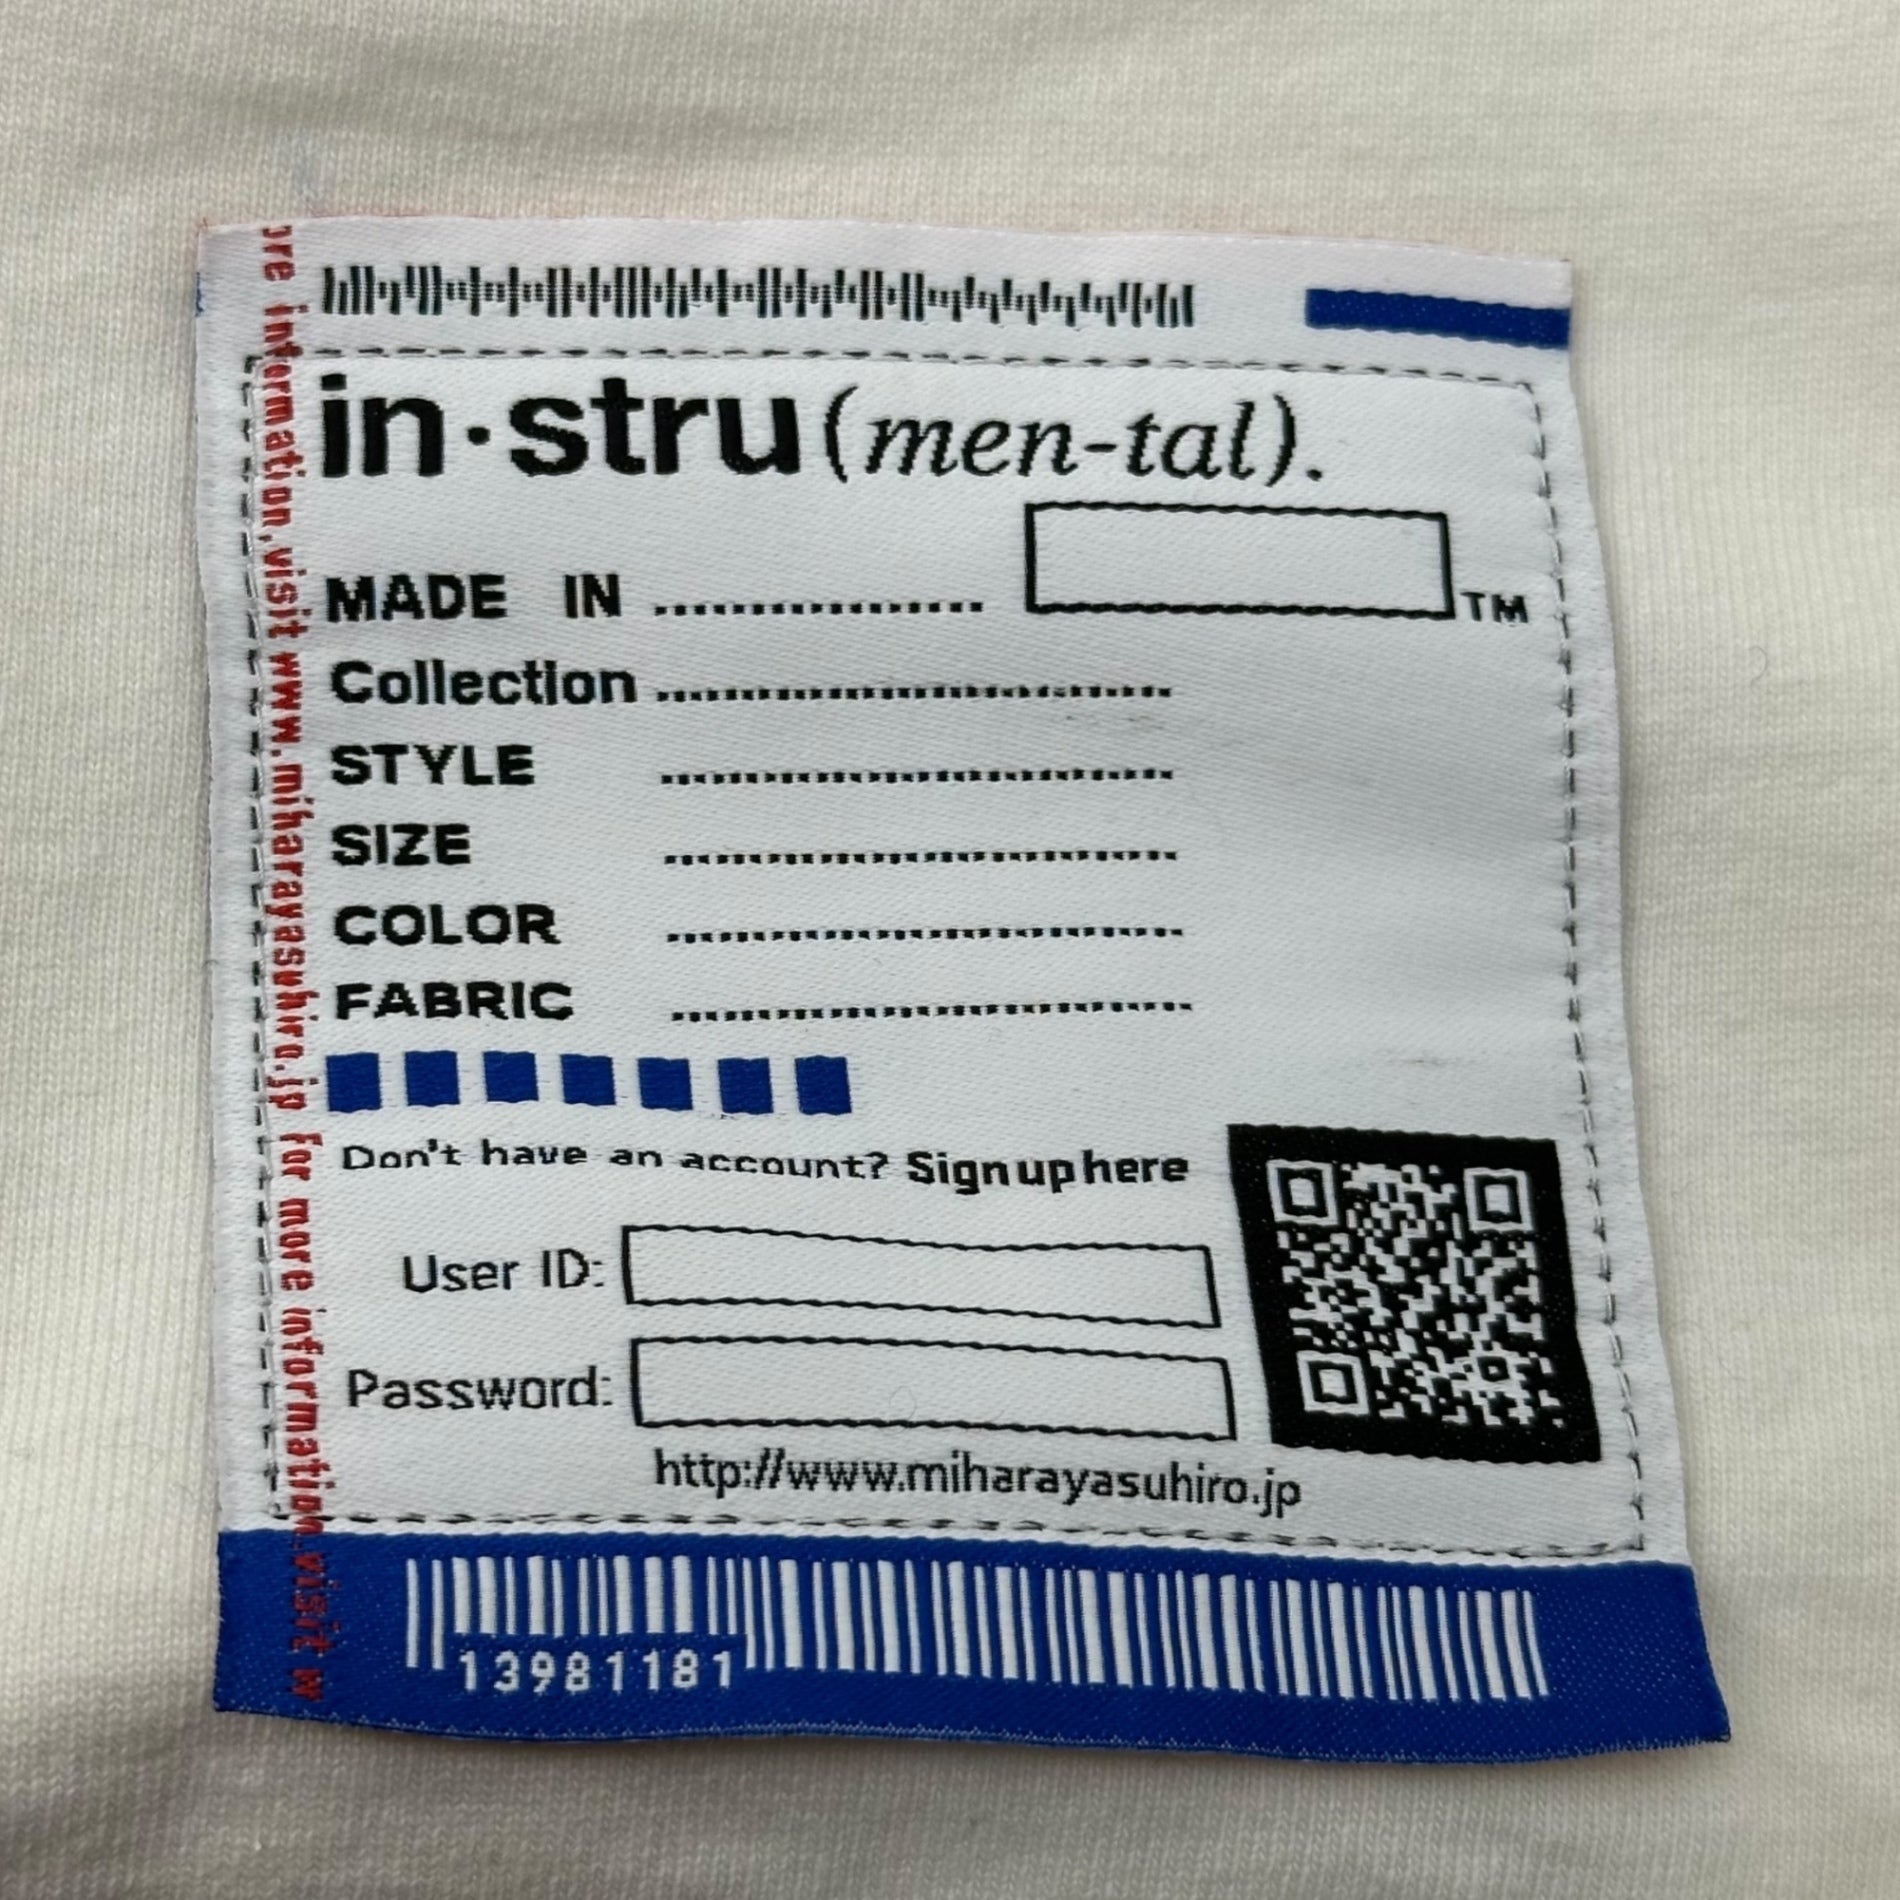 in·stru(men-tal).
MADE IN ................
TM
Collection ..........................
STYLE ..........................
SIZE ..........................
COLOR ..........................
FABRIC ..........................
Don't have an account? Sign up here
User ID:
Password:
http://www.miharayasuhiro.jp
13981181
ore information,visit www.miharayasuhiro.jp for more information.visit w